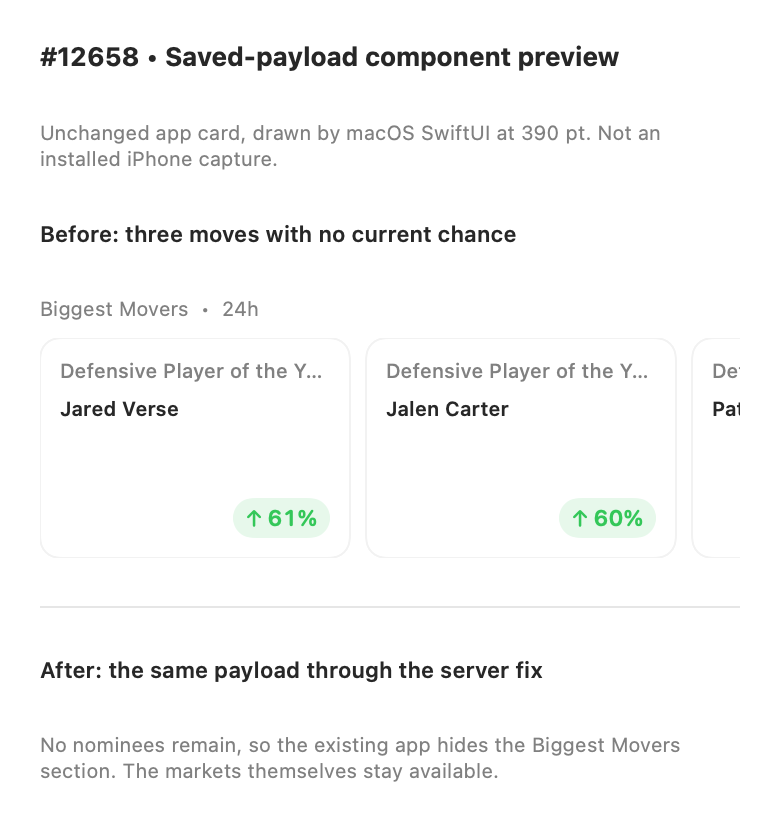 #12658 • Saved-payload component preview
Unchanged app card, drawn by macOS SwiftUI at 390 pt. Not an
installed iPhone capture.
Before: three moves with no current chance
Biggest Movers • 24h
Defensive Player of the Y...
Jared Verse
↑ 61%
Defensive Player of the Y...
Jalen Carter
↑ 60%
After: the same payload through the server fix
No nominees remain, so the existing app hides the Biggest Movers
section. The markets themselves stay available.